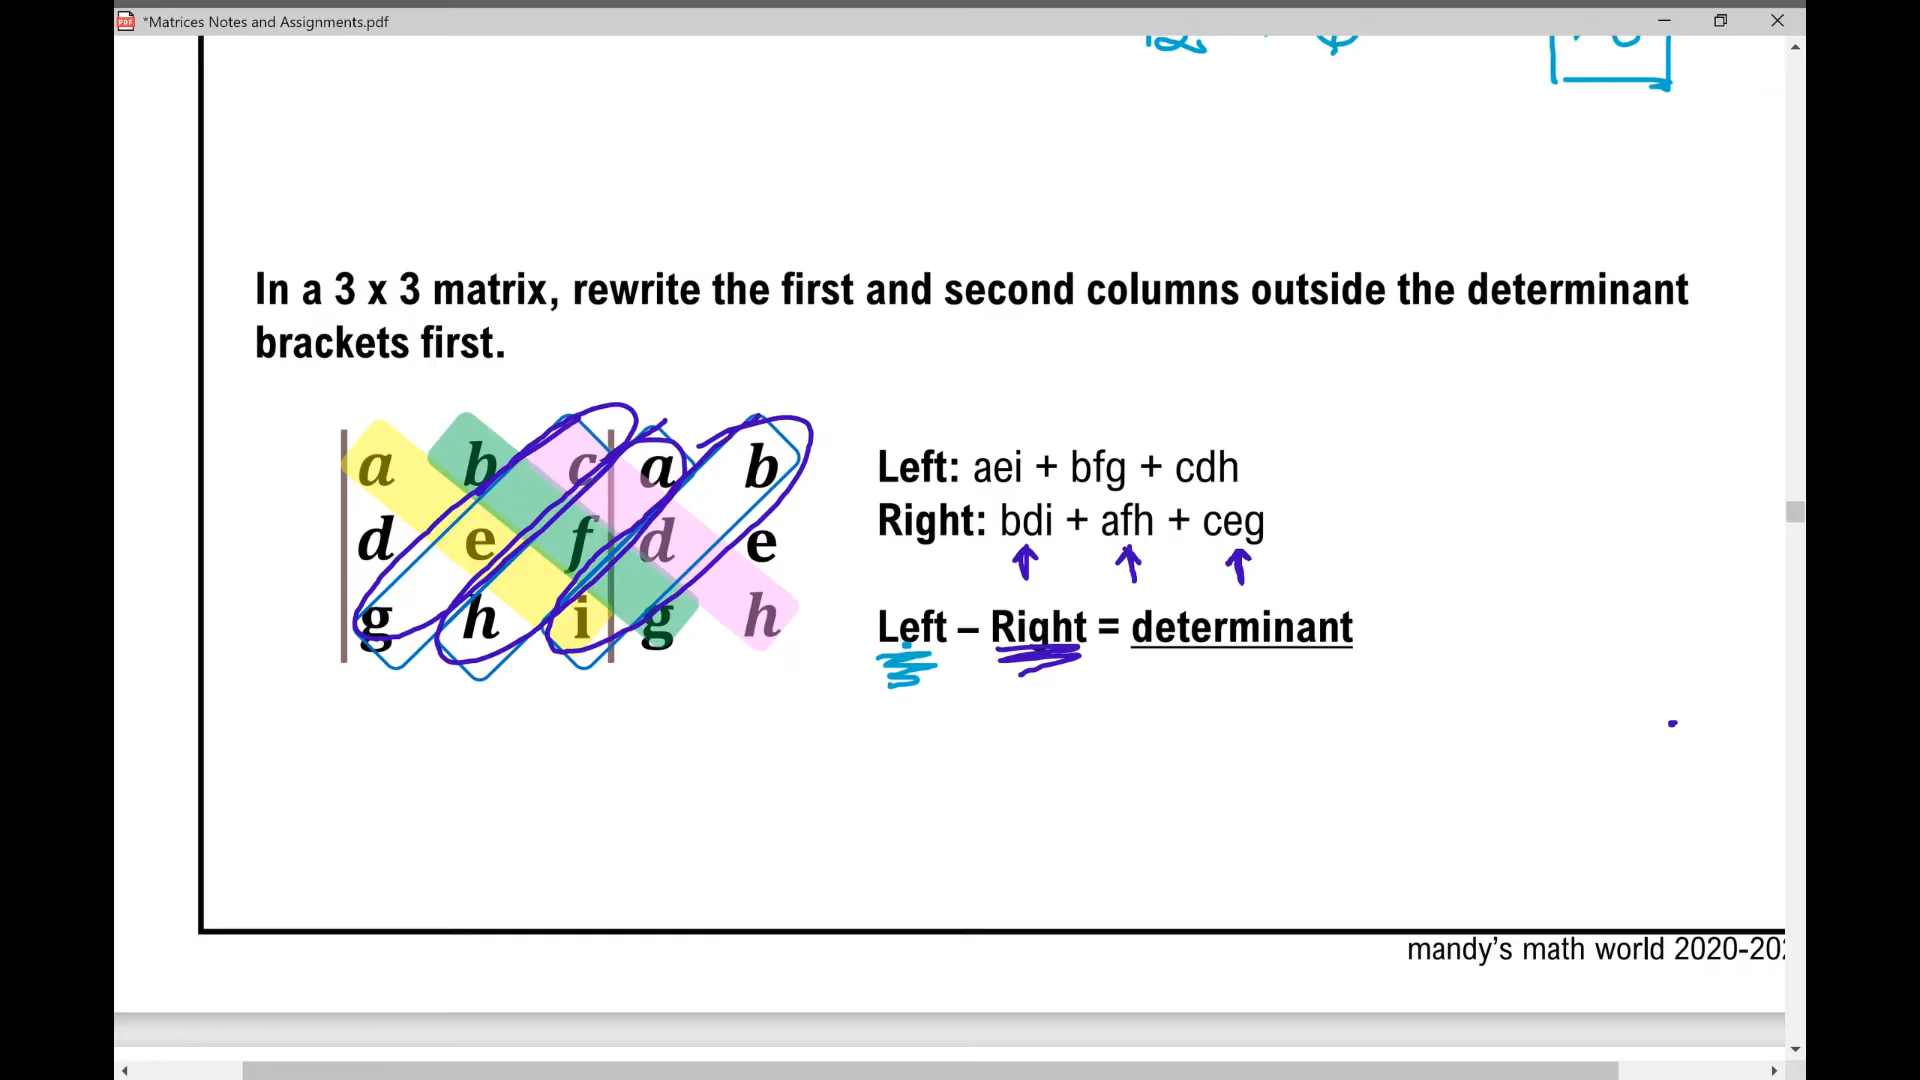 *Matrices Notes and Assignments.pdf
In a 3 x 3 matrix, rewrite the first and second columns outside the determinant
brackets first.
a b c a b
d e f d e
g h i g h
Left: aei + bfg + cdh
Right: bdi + afh + ceg
Left – Right = determinant
mandy’s math world 2020-20